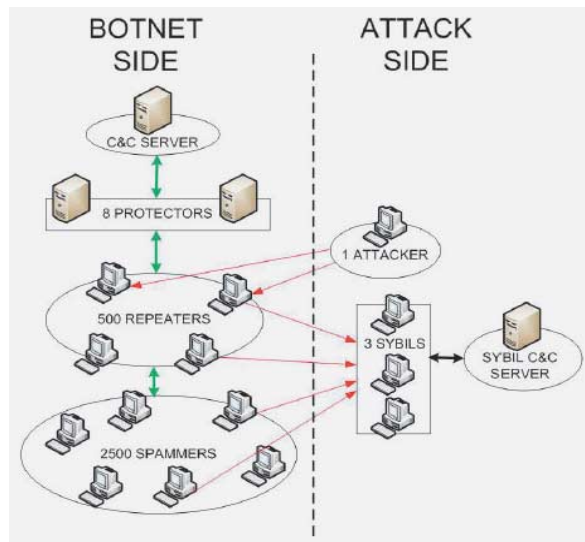 BOTNET
SIDE
ATTACK
SIDE
C&C SERVER
8 PROTECTORS
1 ATTACKER
500 REPEATERS
3 SYBILS
SYBIL C&C
SERVER
2500 SPAMMERS